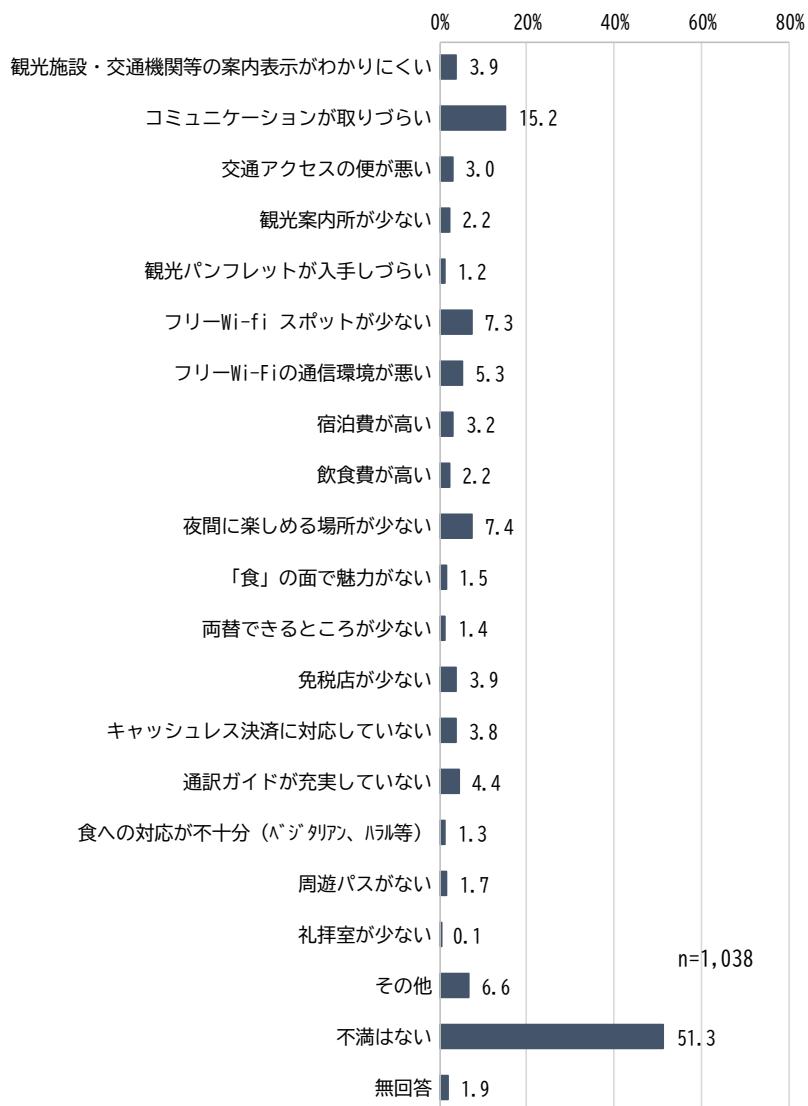 0% 20% 40% 60% 80%
観光施設・交通機関等の案内表示がわかりにくい 3.9
コミュニケーションが取りづらい 15.2
交通アクセスの便が悪い 3.0
観光案内所が少ない 2.2
観光パンフレットが入手しづらい 1.2
フリーWi-fi スポットが少ない 7.3
フリーWi-Fiの通信環境が悪い 5.3
宿泊費が高い 3.2
飲食費が高い 2.2
夜間に楽しめる場所が少ない 7.4
「食」の面で魅力がない 1.5
両替できるところが少ない 1.4
免税店が少ない 3.9
キャッシュレス決済に対応していない 3.8
通訳ガイドが充実していない 4.4
食への対応が不十分（ﾍﾞｼﾞﾀﾘｱﾝ、ﾊﾗﾙ等） 1.3
周遊パスがない 1.7
礼拝室が少ない 0.1
n=1,038
その他 6.6
不満はない 51.3
無回答 1.9